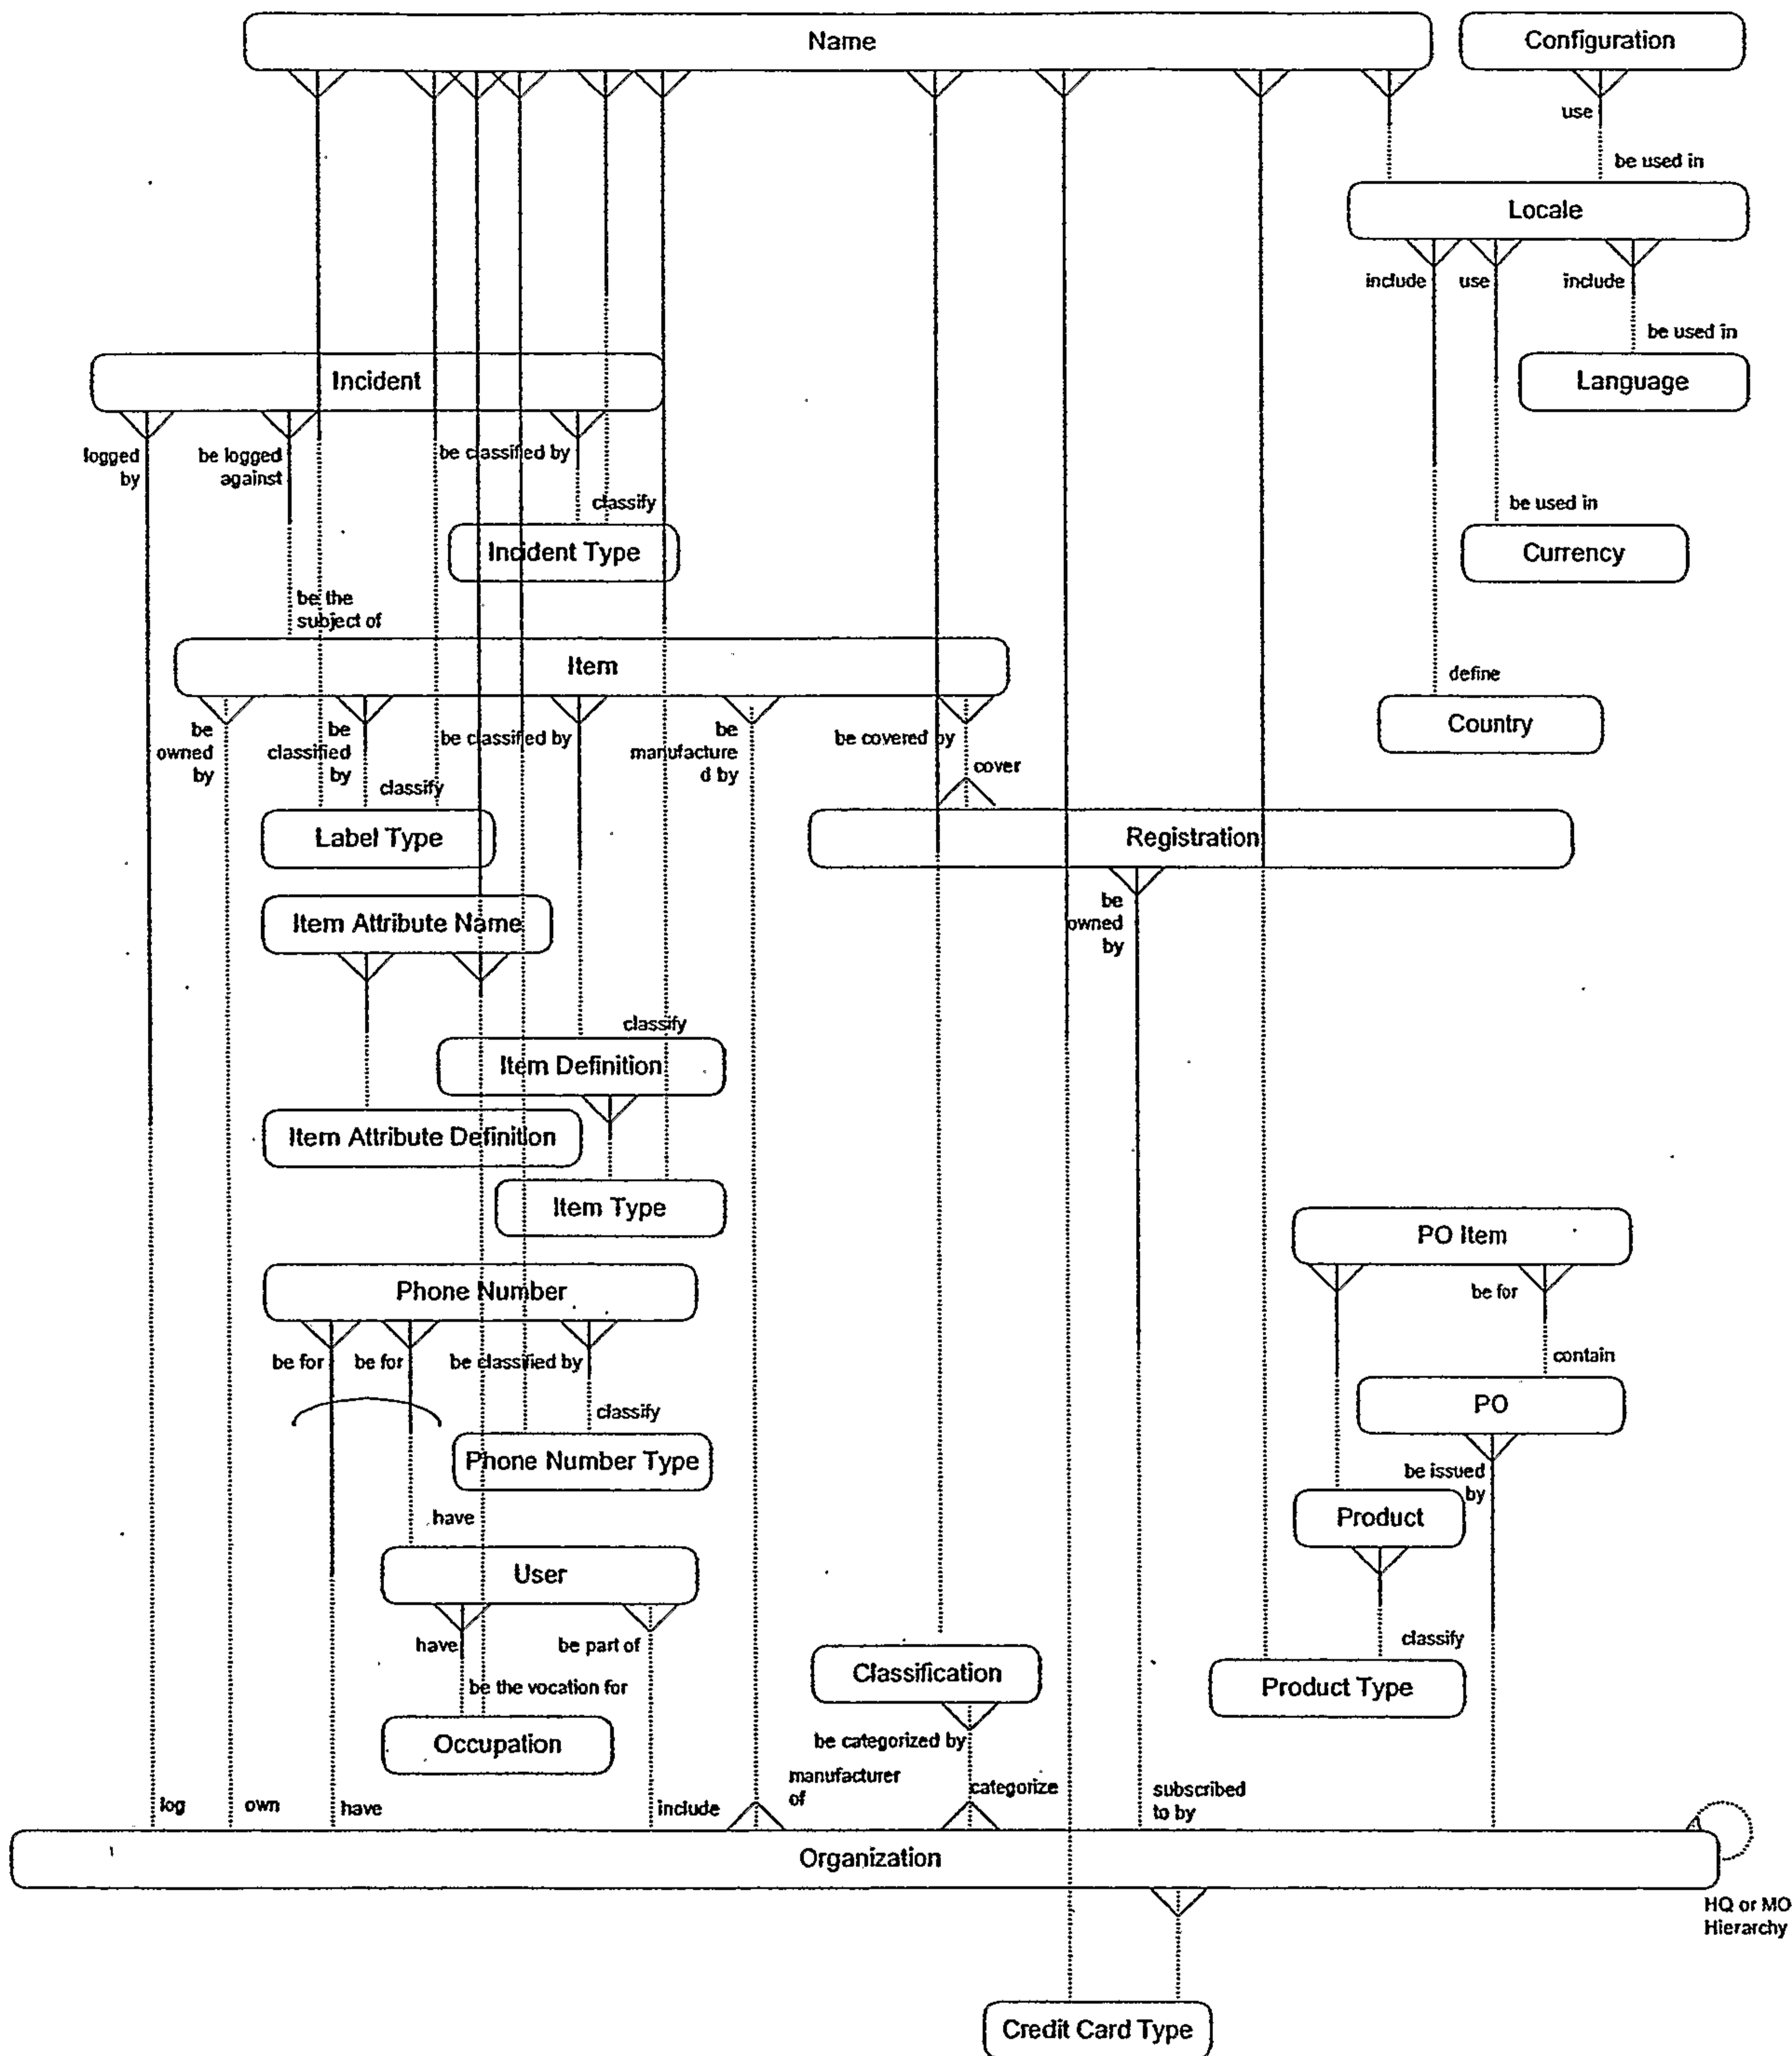 Name
Configuration
use
be used in
Locale
include
use
include
be used in
Incident
Language
logged
by
be logged
against
be classified by
classify
be used in
Incident Type
Currency
be the
subject of
Item
define
Country
be
owned
by
be
classified
by
be classified by
be
manufacture
d by
be covered by
cover
classify
Label Type
Registration
Item Attribute Name
be
owned
by
classify
Item Definition
Item Attribute Definition
Item Type
PO Item
Phone Number
be for
be for
be for
be classified by
contain
classify
PO
Phone Number Type
be issued
by
have
Product
User
have
be part of
classify
Classification
Product Type
be the vocation for
Occupation
be categorized by
manufacturer
of
categorize
subscribed
to by
log
own
have
include
Organization
HQ or MO
Hierarchy
Credit Card Type